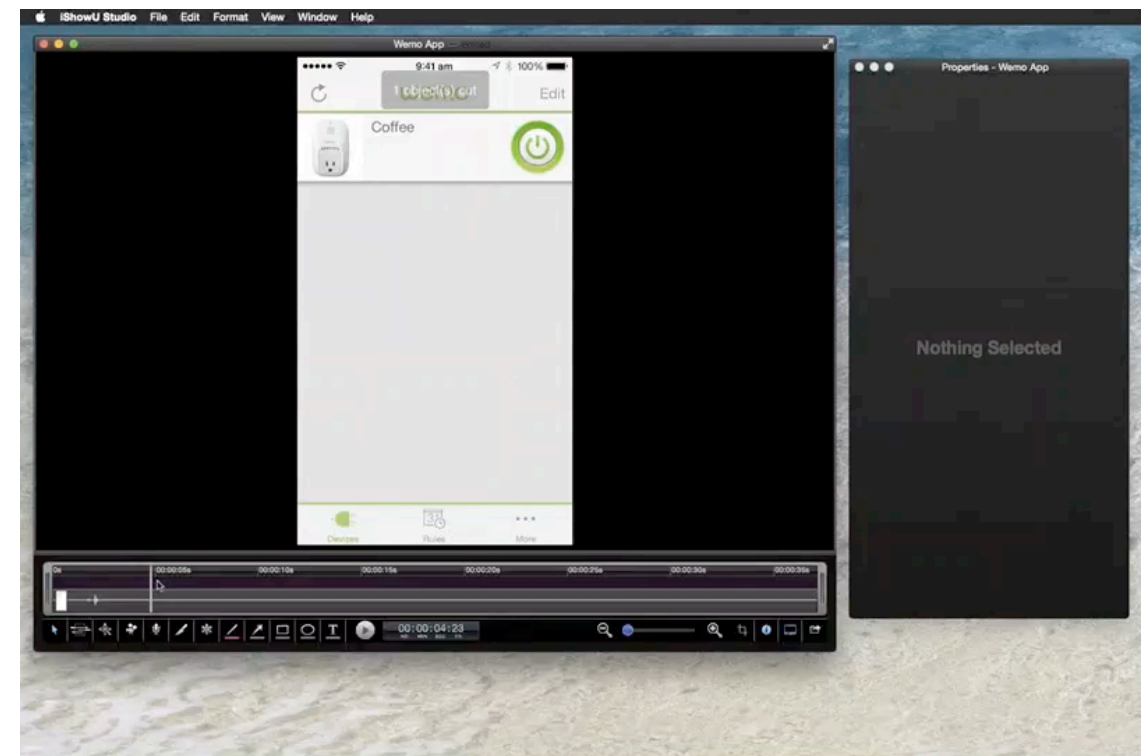 iShowU Studio File Edit Format View Window Help
Wemo App — Edited
9:41 am 100%
1 object(s) cut Edit
Coffee
Devices Rules More
Properties - Wemo App
Nothing Selected
0s 00:00:05s 00:00:10s 00:00:15s 00:00:20s 00:00:25s 00:00:30s 00:00:35s
T 00:00:04:23